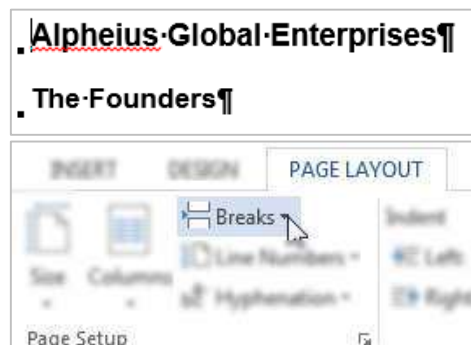 Alpheius·Global·Enterprises¶
The·Founders¶
INSERT DESIGN PAGE LAYOUT
Breaks Indent
Line Numbers Left
Size Columns Hyphenation Right
Page Setup